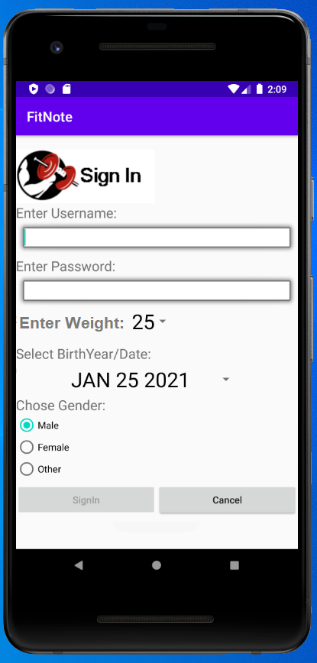 2:09
FitNote
Sign In
Enter Username:
Enter Password:
Enter Weight: 25
Select BirthYear/Date:
JAN 25 2021
Chose Gender:
Male
Female
Other
SignIn Cancel